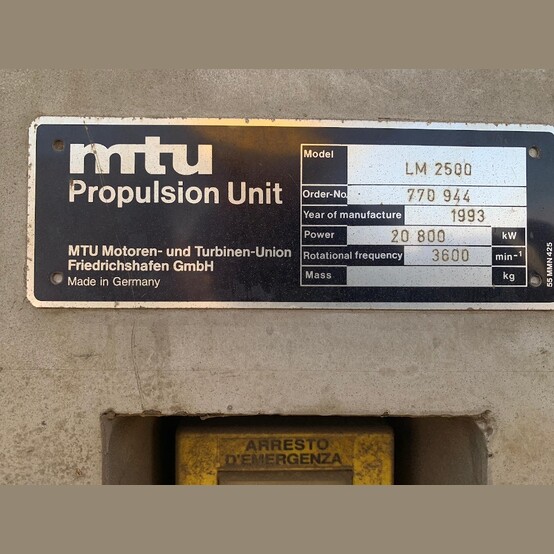 mtu
Propulsion Unit
MTU Motoren- und Turbinen-Union
Friedrichshafen GmbH
Made in Germany
Model LM 2500
Order-No. 770 944
Year of manufacture 1993
Power 20 800 kW
Rotational frequency 3600 min⁻¹
Mass kg
55 MMN 425
ARRESTO
D'EMERGENZA